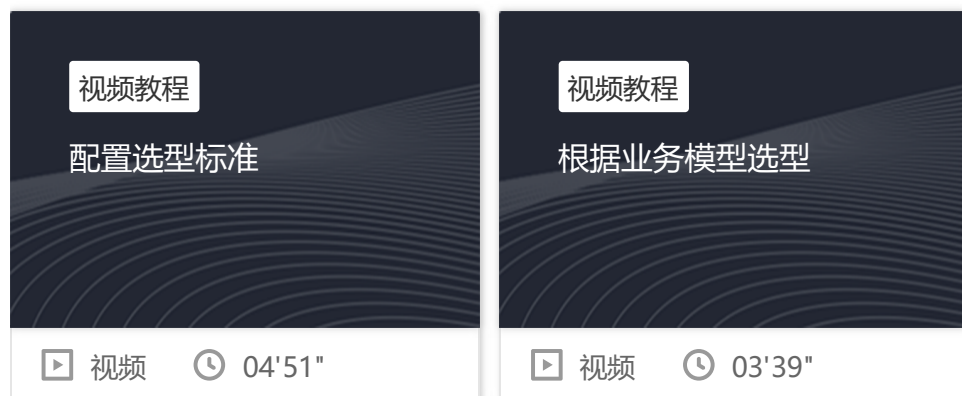 视频教程
配置选型标准
视频 04'51"
视频教程
根据业务模型选型
视频 03'39"